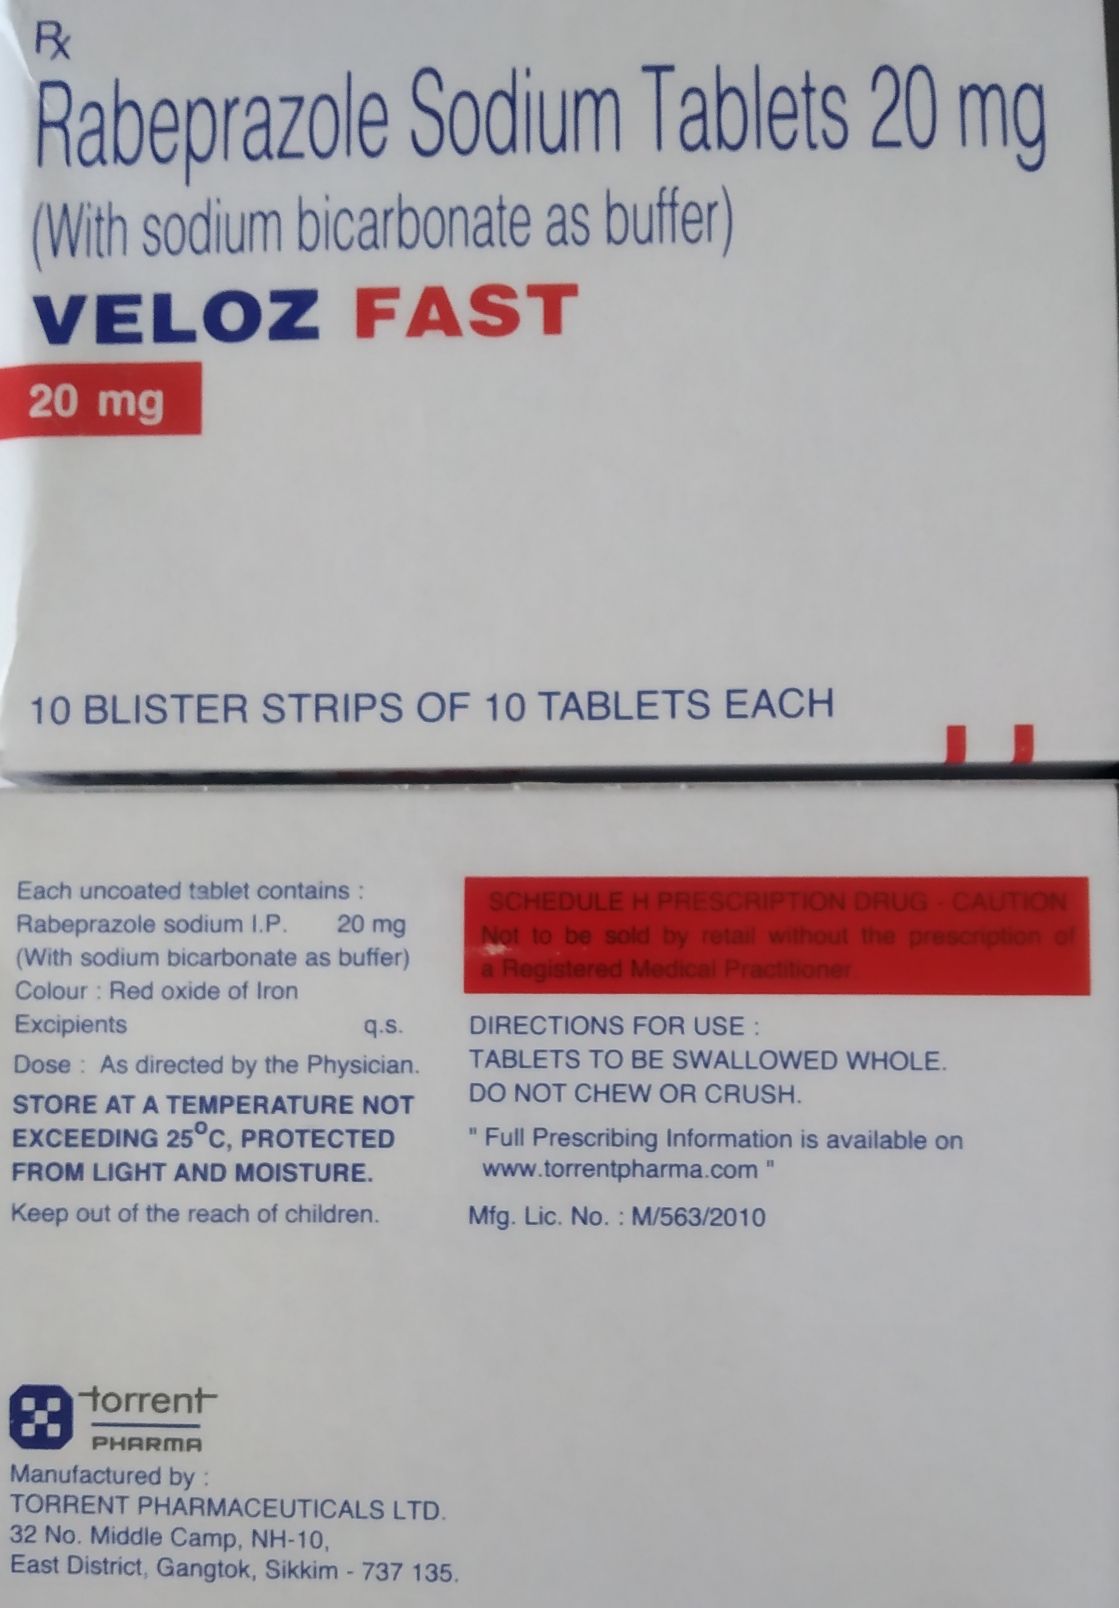 Rx
Rabeprazole Sodium Tablets 20 mg
(With sodium bicarbonate as buffer)
VELOZ FAST
20 mg
10 BLISTER STRIPS OF 10 TABLETS EACH
Each uncoated tablet contains :
Rabeprazole sodium I.P. 20 mg
(With sodium bicarbonate as buffer)
Colour : Red oxide of Iron
Excipients q.s.
Dose : As directed by the Physician.
STORE AT A TEMPERATURE NOT
EXCEEDING 25°C, PROTECTED
FROM LIGHT AND MOISTURE.
Keep out of the reach of children.
SCHEDULE H PRESCRIPTION DRUG - CAUTION
Not to be sold by retail without the prescription of
a Registered Medical Practitioner.
DIRECTIONS FOR USE :
TABLETS TO BE SWALLOWED WHOLE.
DO NOT CHEW OR CRUSH.
" Full Prescribing Information is available on
www.torrentpharma.com "
Mfg. Lic. No. : M/563/2010
torrent
PHARMA
Manufactured by :
TORRENT PHARMACEUTICALS LTD.
32 No. Middle Camp, NH-10,
East District, Gangtok, Sikkim - 737 135.